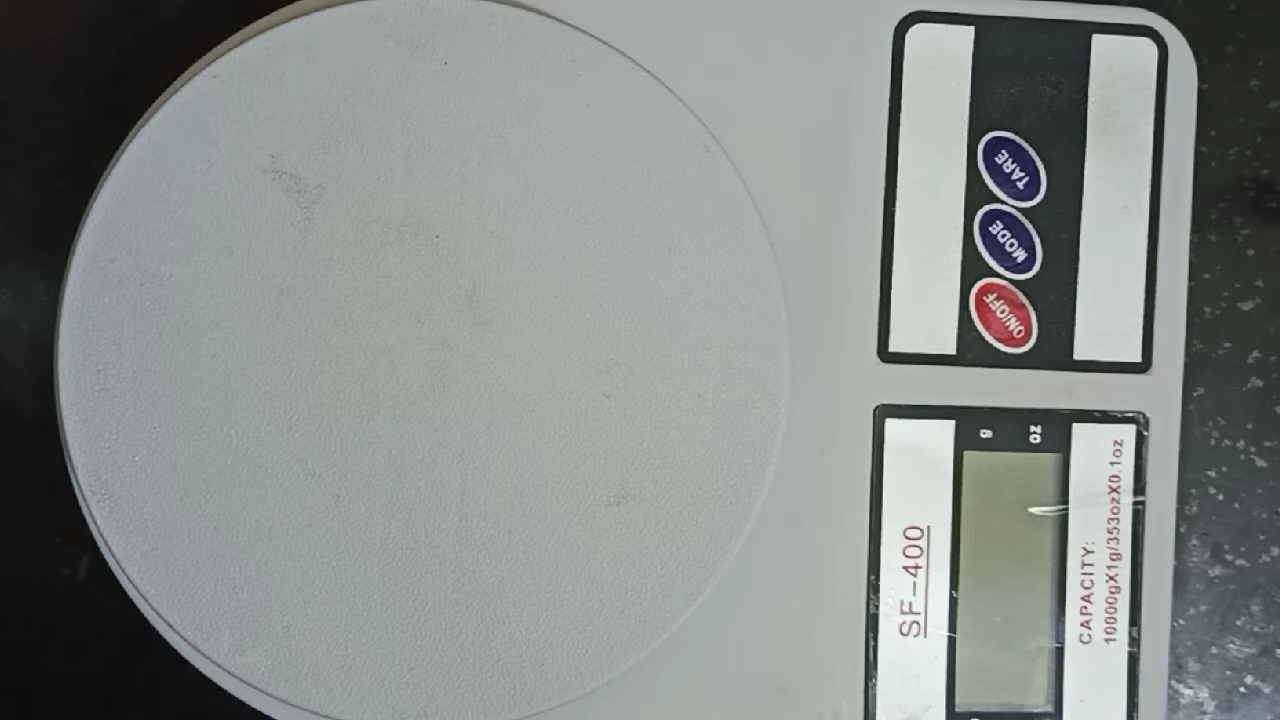 SF-400
g
oz
CAPACITY:
10000gX1g/353ozX0.1oz
ON/OFF
MODE
TARE